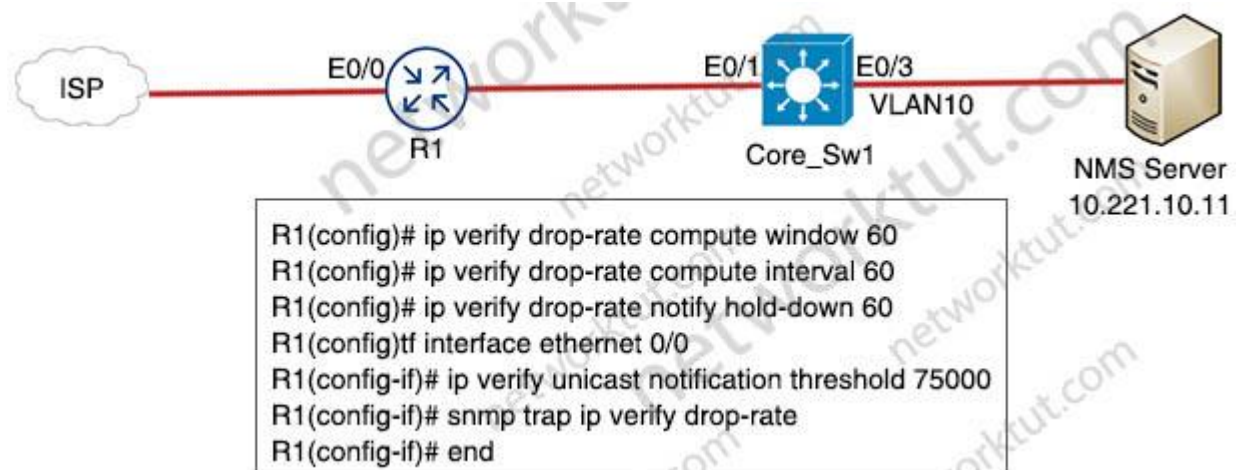 networktut.com
ISP
E0/0
R1
E0/1
E0/3
VLAN10
Core_Sw1
NMS Server
10.221.10.11
R1(config)# ip verify drop-rate compute window 60
R1(config)# ip verify drop-rate compute interval 60
R1(config)# ip verify drop-rate notify hold-down 60
R1(config)tf interface ethernet 0/0
R1(config-if)# ip verify unicast notification threshold 75000
R1(config-if)# snmp trap ip verify drop-rate
R1(config-if)# end